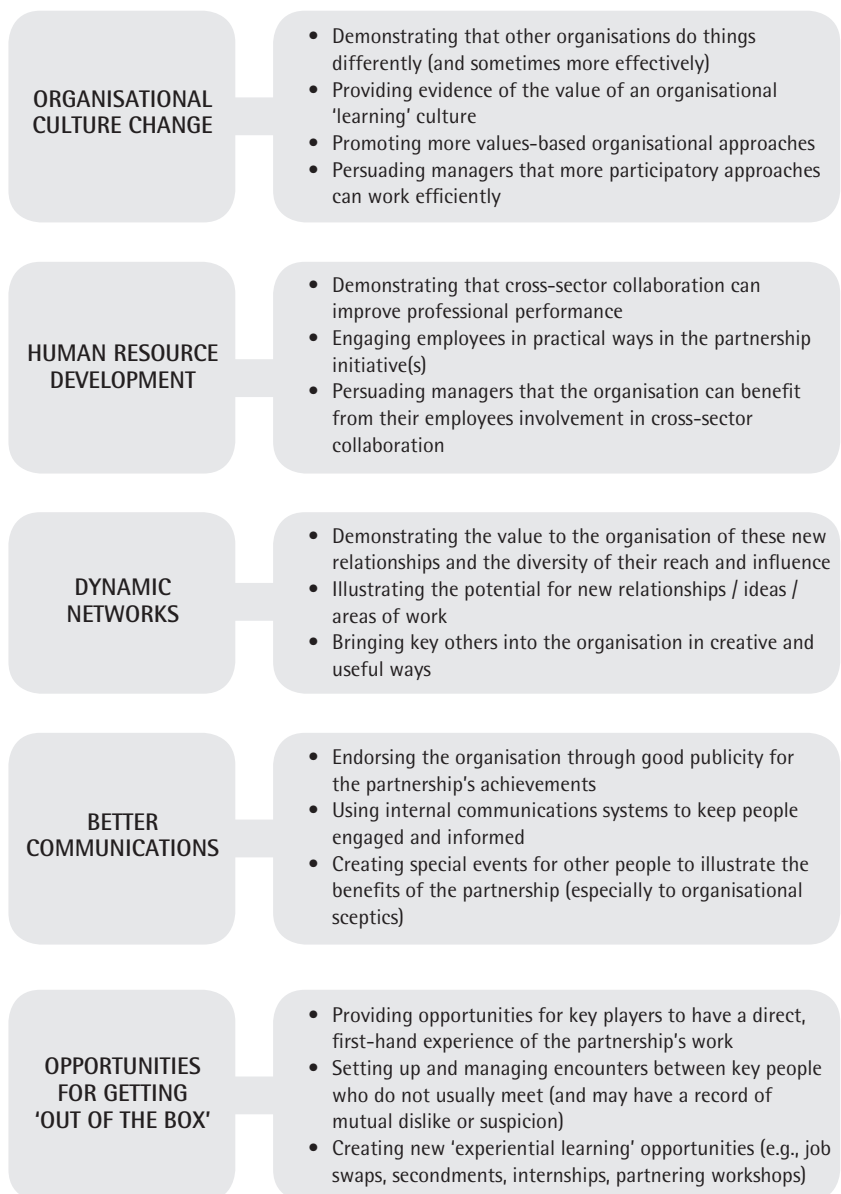 ORGANISATIONAL
CULTURE CHANGE
• Demonstrating that other organisations do things
differently (and sometimes more effectively)
• Providing evidence of the value of an organisational
‘learning’ culture
• Promoting more values-based organisational approaches
• Persuading managers that more participatory approaches
can work efficiently
HUMAN RESOURCE
DEVELOPMENT
• Demonstrating that cross-sector collaboration can
improve professional performance
• Engaging employees in practical ways in the partnership
initiative(s)
• Persuading managers that the organisation can benefit
from their employees involvement in cross-sector
collaboration
DYNAMIC
NETWORKS
• Demonstrating the value to the organisation of these new
relationships and the diversity of their reach and influence
• Illustrating the potential for new relationships / ideas /
areas of work
• Bringing key others into the organisation in creative and
useful ways
BETTER
COMMUNICATIONS
• Endorsing the organisation through good publicity for
the partnership’s achievements
• Using internal communications systems to keep people
engaged and informed
• Creating special events for other people to illustrate the
benefits of the partnership (especially to organisational
sceptics)
OPPORTUNITIES
FOR GETTING
‘OUT OF THE BOX’
• Providing opportunities for key players to have a direct,
first-hand experience of the partnership’s work
• Setting up and managing encounters between key people
who do not usually meet (and may have a record of
mutual dislike or suspicion)
• Creating new ‘experiential learning’ opportunities (e.g., job
swaps, secondments, internships, partnering workshops)